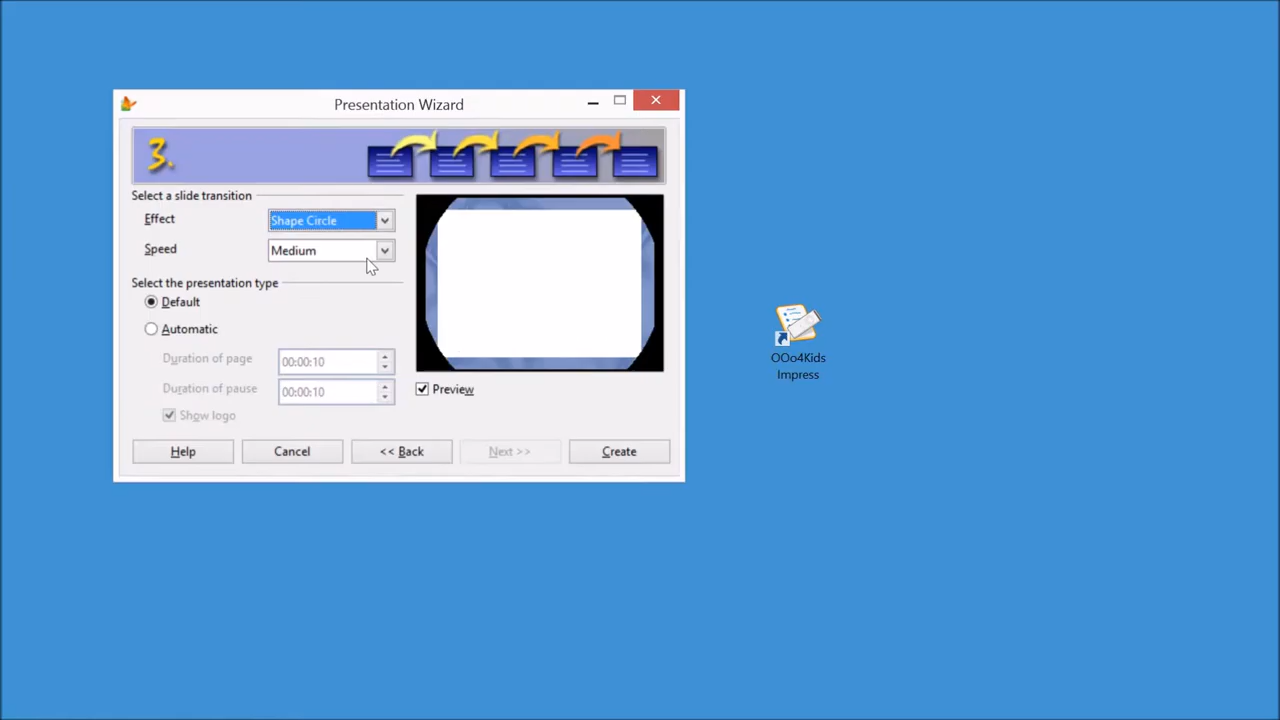 Presentation Wizard
3.
Select a slide transition
Effect
Shape Circle
Speed
Medium
Select the presentation type
Default
Automatic
Duration of page
00:00:10
Duration of pause
00:00:10
Show logo
Preview
Help
Cancel
<< Back
Next >>
Create
OOo4Kids
Impress